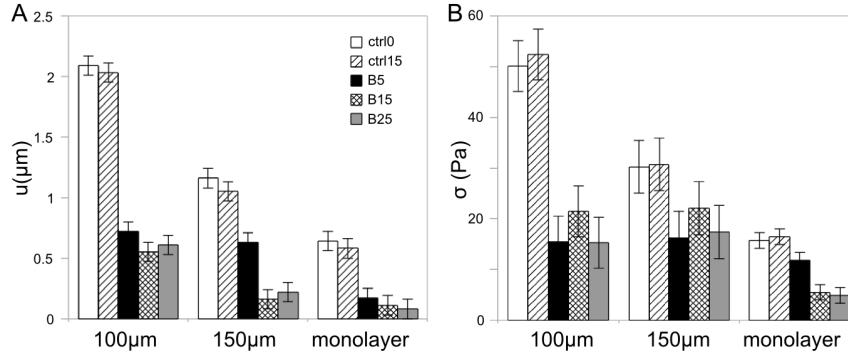 A
B
u(μm)
2.5
2
1.5
1
0.5
0
ctrl0
ctrl15
B5
B15
B25
100μm
150μm
monolayer
σ (Pa)
60
40
20
0
100μm
150μm
monolayer